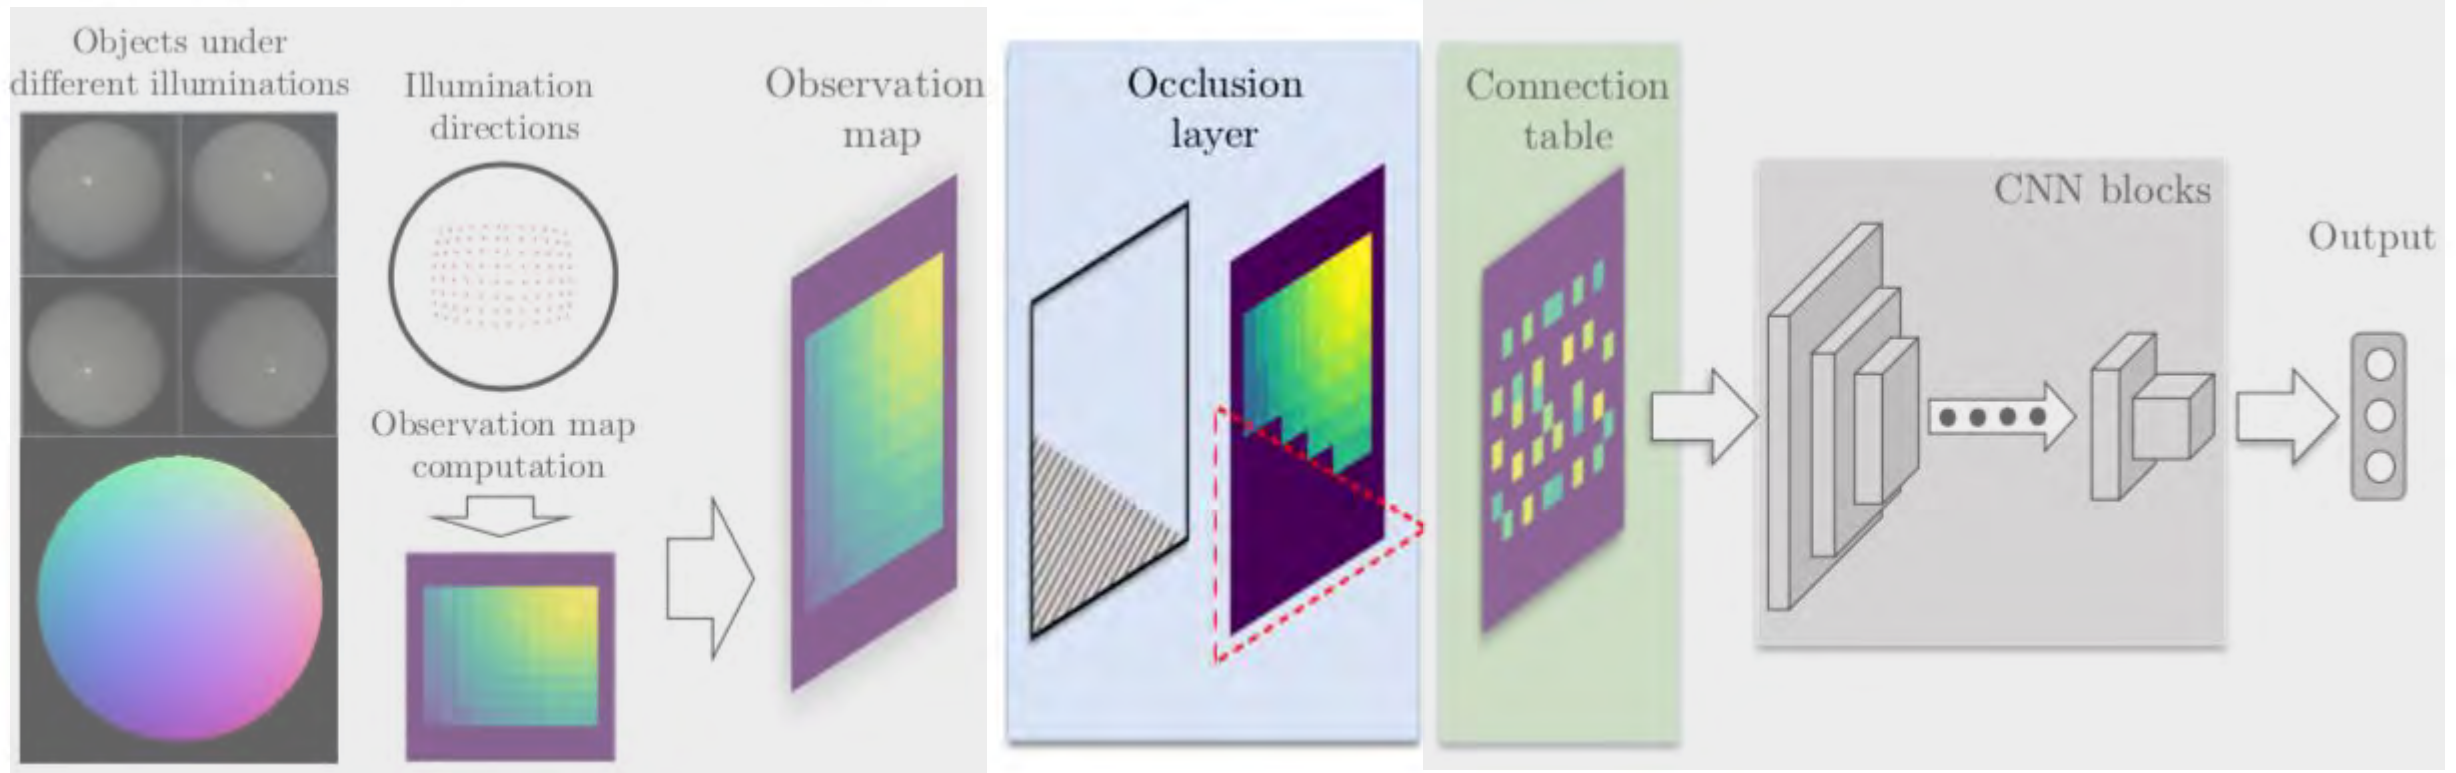 Objects under
different illuminations
Illumination
directions
Observation map
computation
Observation
map
Occlusion
layer
Connection
table
CNN blocks
Output